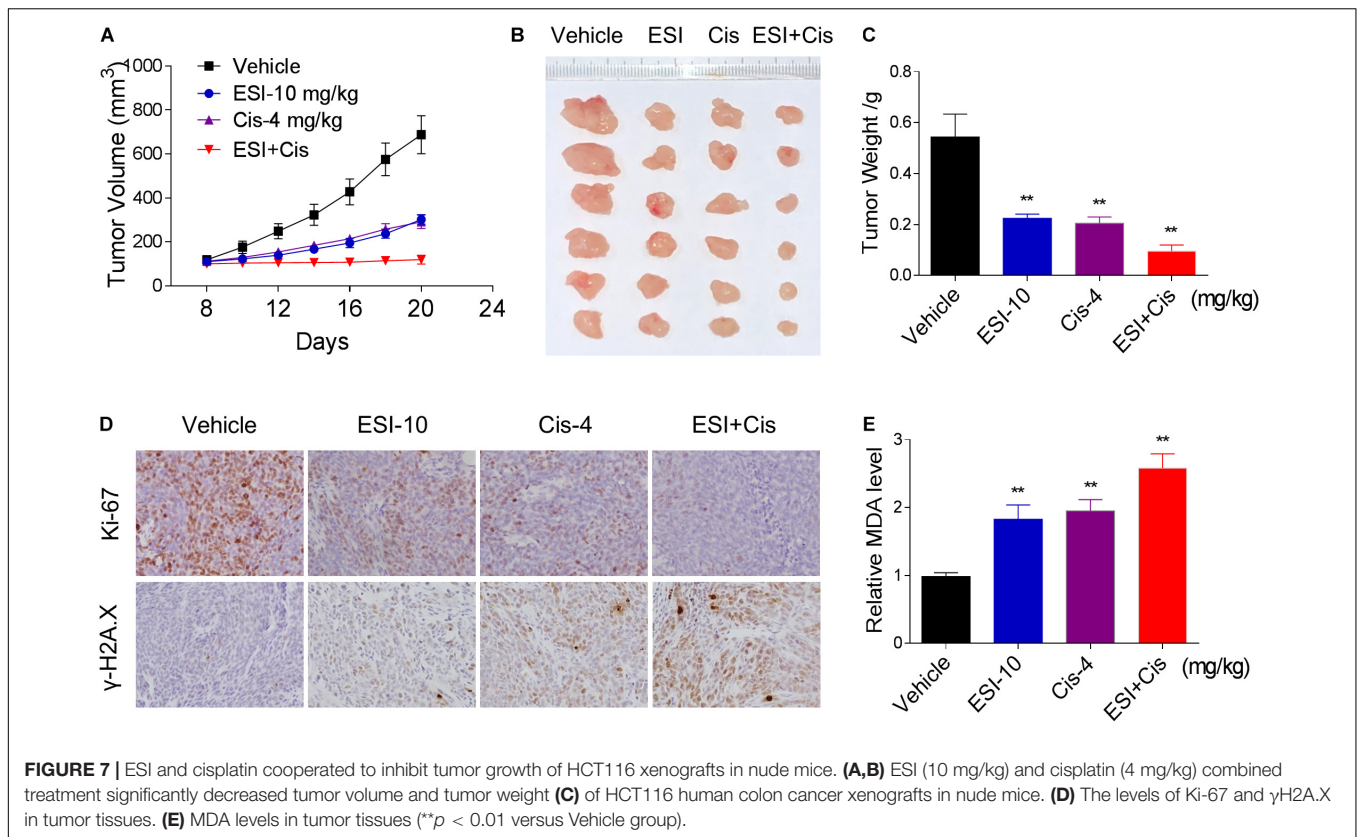 A
1000
800
600
400
200
0
Tumor Volume (mm3)
Vehicle
ESI-10 mg/kg
Cis-4 mg/kg
ESI+Cis
8 12 16 20 24
Days
B Vehicle ESI Cis ESI+Cis
C
0.8
0.6
0.4
0.2
0.0
Tumor Weight /g
** ** **
Vehicle ESI-10 Cis-4 ESI+Cis (mg/kg)
D Vehicle ESI-10 Cis-4 ESI+Cis
Ki-67
γ-H2A.X
E
3
2
1
0
Relative MDA level
** ** **
Vehicle ESI-10 Cis-4 ESI+Cis (mg/kg)
FIGURE 7 | ESI and cisplatin cooperated to inhibit tumor growth of HCT116 xenografts in nude mice. (A,B) ESI (10 mg/kg) and cisplatin (4 mg/kg) combined
treatment significantly decreased tumor volume and tumor weight (C) of HCT116 human colon cancer xenografts in nude mice. (D) The levels of Ki-67 and γH2A.X
in tumor tissues. (E) MDA levels in tumor tissues (**p < 0.01 versus Vehicle group).